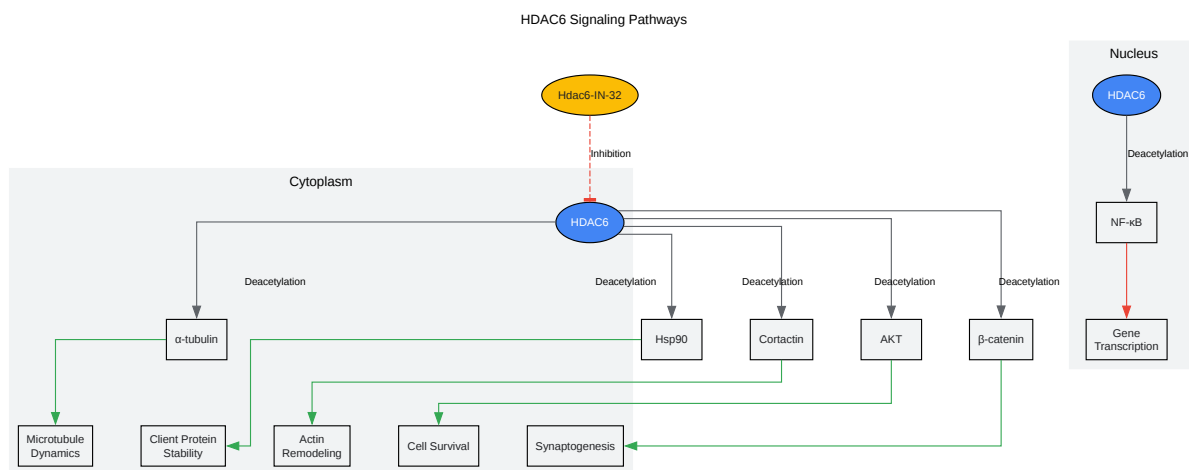 HDAC6 Signaling Pathways
Nucleus
Hdac6-IN-32
HDAC6
Inhibition
Deacetylation
Cytoplasm
HDAC6
NF-κB
Deacetylation
Deacetylation
Deacetylation
Deacetylation
Deacetylation
α-tubulin
Hsp90
Cortactin
AKT
β-catenin
Gene
Transcription
Microtubule
Dynamics
Client Protein
Stability
Actin
Remodeling
Cell Survival
Synaptogenesis